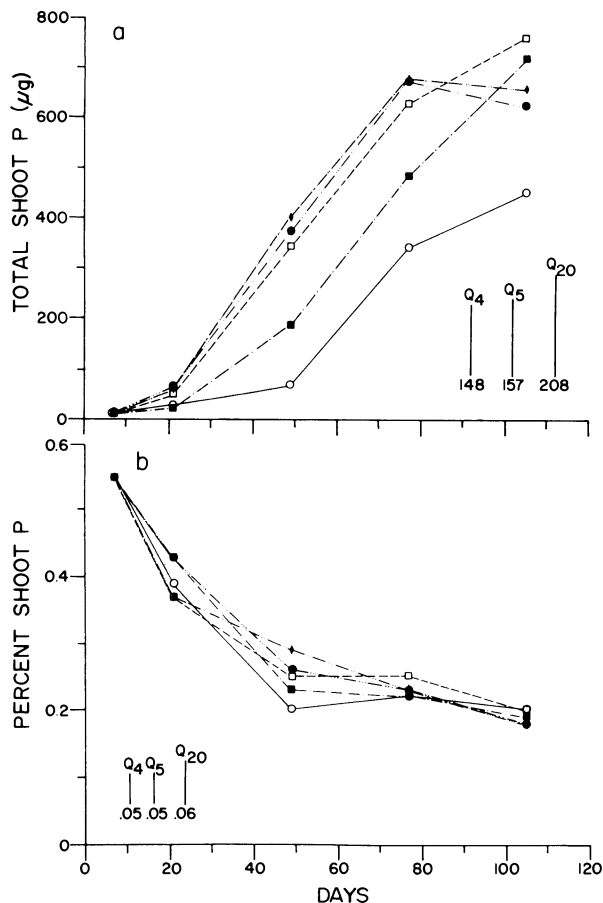 a
TOTAL SHOOT P (µg)
800
600
400
200
0
Q4 Q5 Q20
148 157 208
b
PERCENT SHOOT P
0.6
0.4
0.2
0
Q4 Q5 Q20
.05 .05 .06
0 20 40 60 80 100 120
DAYS